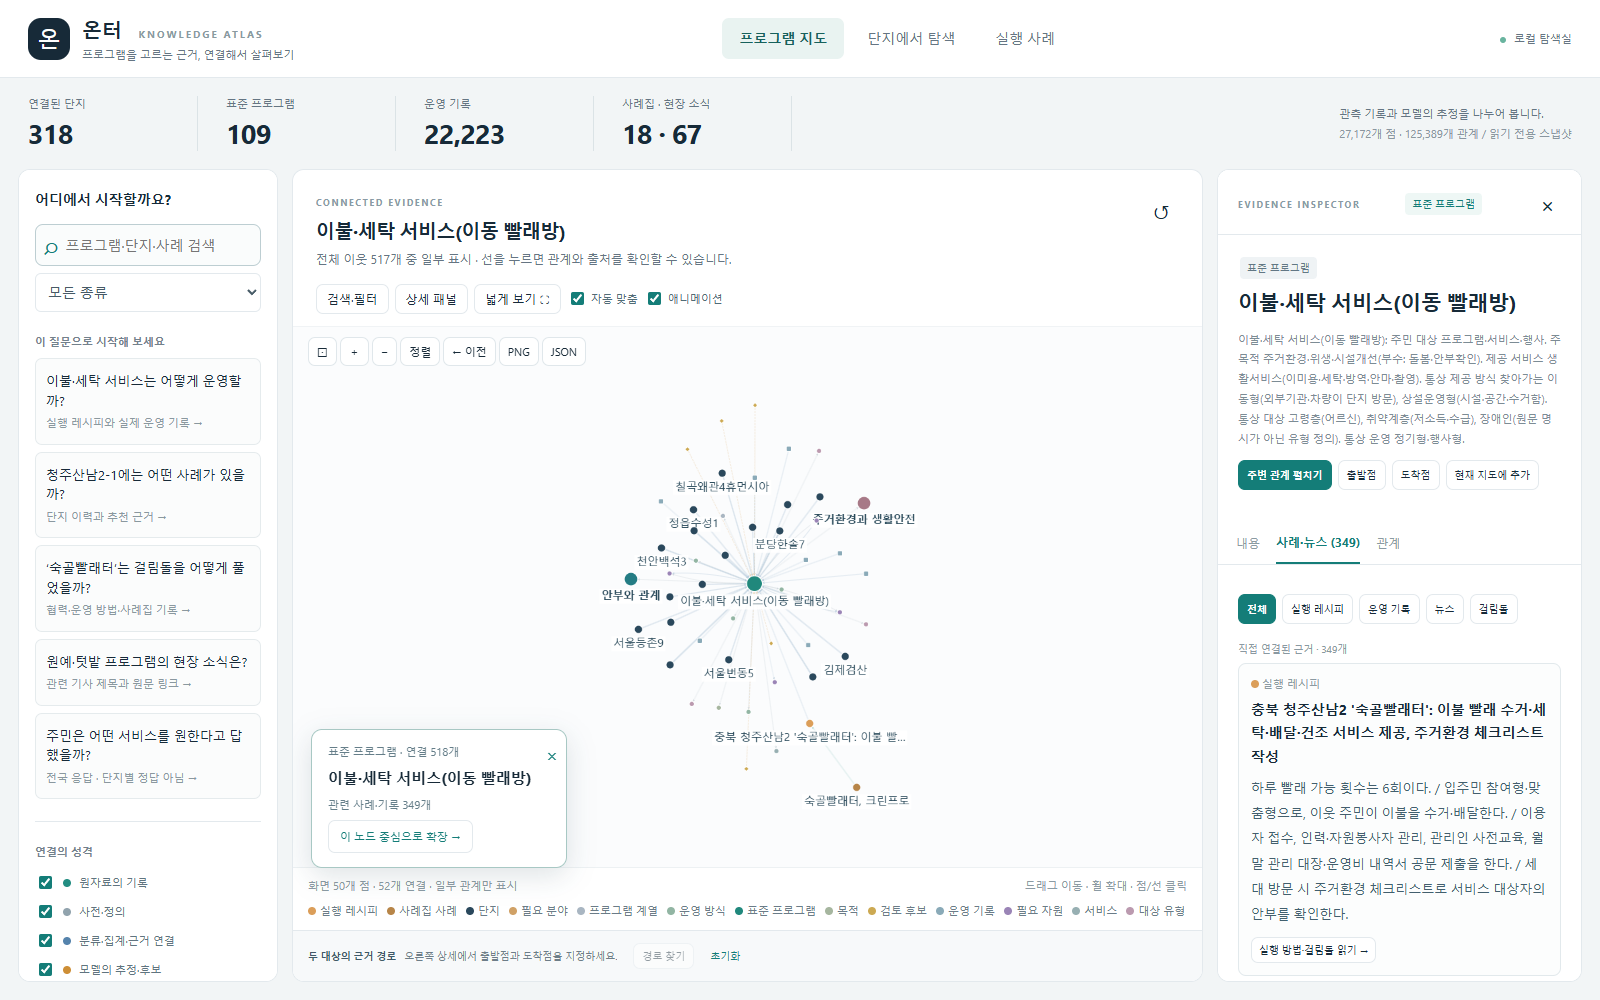 온
온터 KNOWLEDGE ATLAS
프로그램을 고르는 근거, 연결해서 살펴보기
프로그램 지도
단지에서 탐색
실행 사례
로컬 탐색실
연결된 단지
318
표준 프로그램
109
운영 기록
22,223
사례집 · 현장 소식
18 · 67
관측 기록과 모델의 추정을 나누어 봅니다.
27,172개 점 · 125,389개 관계 / 읽기 전용 스냅샷
어디에서 시작할까요?
프로그램·단지·사례 검색
모든 종류
이 질문으로 시작해 보세요
이불·세탁 서비스는 어떻게 운영할
까?
실행 레시피와 실제 운영 기록 →
청주산남2-1에는 어떤 사례가 있을
까?
단지 이력과 추천 근거 →
‘숙골빨래터’는 걸림돌을 어떻게 풀
었을까?
협력·운영 방법·사례집 기록 →
원예·텃밭 프로그램의 현장 소식은?
관련 기사 제목과 원문 링크 →
주민은 어떤 서비스를 원한다고 답
했을까?
전국 응답 · 단지별 정답 아님 →
연결의 성격
원자료의 기록
사전·정의
분류·집계·근거 연결
모델의 추정·후보
CONNECTED EVIDENCE
이불·세탁 서비스(이동 빨래방)
전체 이웃 517개 중 일부 표시 · 선을 누르면 관계와 출처를 확인할 수 있습니다.
검색·필터
상세 패널
넓게 보기
자동 맞춤
애니메이션
+
−
정렬
← 이전
PNG
JSON
칠곡왜관4휴먼시아
정읍수성1
주거환경과 생활안전
분당한솔7
천안백석3
안부와 관계
이불·세탁 서비스(이동 빨래방)
서울등촌9
서울번동5
김제검산
충북 청주산남2 '숙골빨래터': 이불 빨...
숙골빨래터, 크린프로
표준 프로그램 · 연결 518개
이불·세탁 서비스(이동 빨래방)
관련 사례·기록 349개
이 노드 중심으로 확장 →
화면 50개 점 · 52개 연결 · 일부 관계만 표시
드래그 이동 · 휠 확대 · 점/선 클릭
실행 레시피
사례집 사례
단지
필요 분야
프로그램 계열
운영 방식
표준 프로그램
목적
검토 후보
운영 기록
필요 자원
서비스
대상 유형
두 대상의 근거 경로 오른쪽 상세에서 출발점과 도착점을 지정하세요.
경로 찾기
초기화
EVIDENCE INSPECTOR
표준 프로그램
×
표준 프로그램
이불·세탁 서비스(이동 빨래방)
이불·세탁 서비스(이동 빨래방): 주민 대상 프로그램·서비스·행사. 주
목적 주거환경·위생·시설개선(부수: 돌봄·안부확인). 제공 서비스 생
활서비스(이미용·세탁·방역·안마·촬영). 통상 제공 방식 찾아가는 이
동형(외부기관·차량이 단지 방문), 상설운영형(시설·공간·수거함).
통상 대상 고령층(어르신), 취약계층(저소득·수급), 장애인(원문 명
시가 아닌 유형 정의). 통상 운영 정기형·행사형.
주변 관계 펼치기
출발점
도착점
현재 지도에 추가
내용
사례·뉴스 (349)
관계
전체
실행 레시피
운영 기록
뉴스
걸림돌
직접 연결된 근거 · 349개
실행 레시피
충북 청주산남2 '숙골빨래터': 이불 빨래 수거·세
탁·배달·건조 서비스 제공, 주거환경 체크리스트
작성
하루 빨래 가능 횟수는 6회이다. / 입주민 참여형·맞
춤형으로, 이웃 주민이 이불을 수거·배달한다. / 이용
자 접수, 인력·자원봉사자 관리, 관리인 사전교육, 월
말 관리 대장·운영비 내역서 공문 제출을 한다. / 세
대 방문 시 주거환경 체크리스트로 서비스 대상자의
안부를 확인한다.
실행 방법·걸림돌 읽기 →